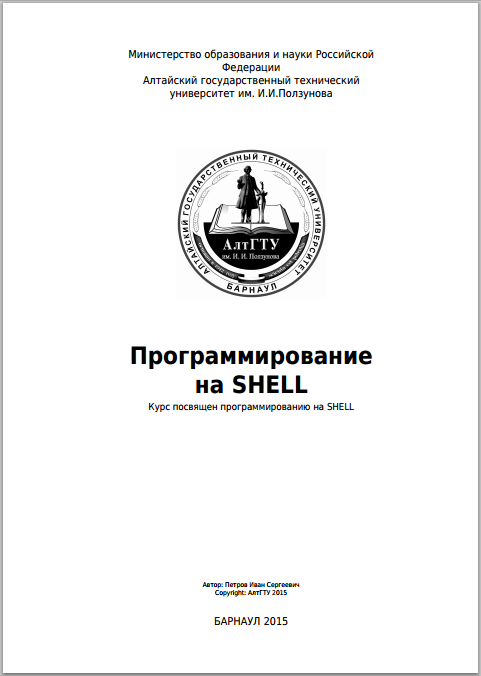 Министерство образования и науки Российской
Федерации
Алтайский государственный технический
университет им. И.И.Ползунова
АЛТАЙСКИЙ ГОСУДАРСТВЕННЫЙ ТЕХНИЧЕСКИЙ УНИВЕРСИТЕТ
АлтГТУ
им. И. И. Ползунова
БАРНАУЛ
Программирование
на SHELL
Курс посвящен программированию на SHELL
Автор: Петров Иван Сергеевич
Copyright: АлтГТУ 2015
БАРНАУЛ 2015